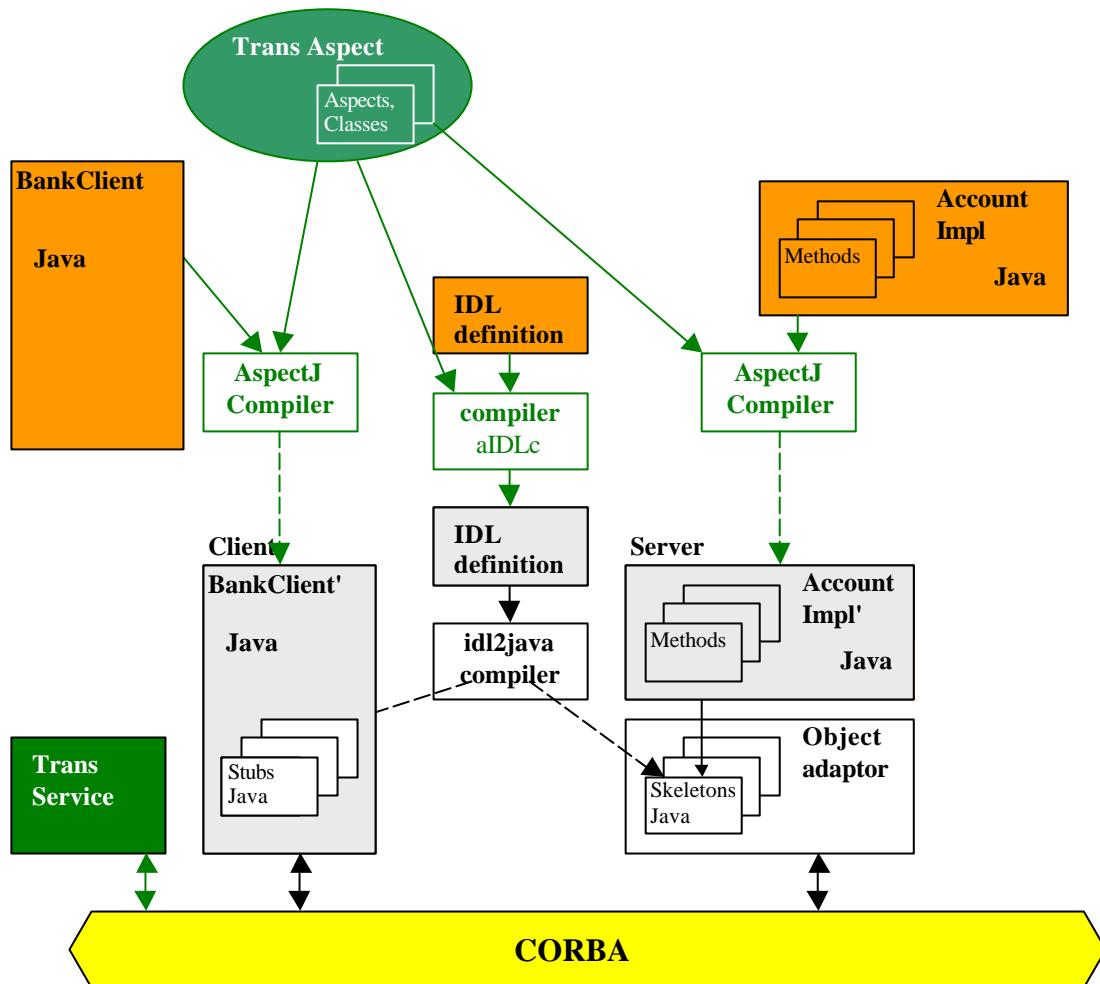 Trans Aspect
Aspects,
Classes
BankClient
Java
Account
Impl
Methods
Java
IDL
definition
AspectJ
Compiler
compiler
aIDLc
AspectJ
Compiler
IDL
definition
Client
BankClient'
Java
Server
Account
Impl'
Methods
Java
idl2java
compiler
Trans
Service
Stubs
Java
Object
adaptor
Skeletons
Java
CORBA